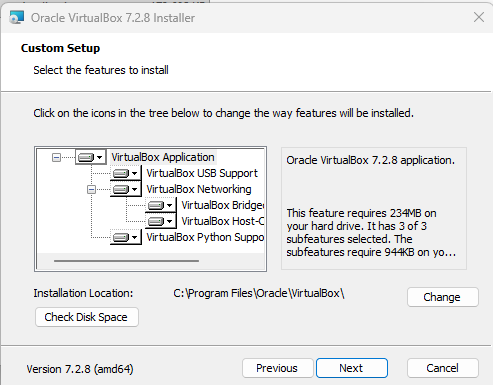 Oracle VirtualBox 7.2.8 Installer
Custom Setup
Select the features to install
Click on the icons in the tree below to change the way features will be installed.
VirtualBox Application
VirtualBox USB Support
VirtualBox Networking
VirtualBox Bridge
VirtualBox Host-C
VirtualBox Python Suppo
Oracle VirtualBox 7.2.8 application.
This feature requires 234MB on
your hard drive. It has 3 of 3
subfeatures selected. The
subfeatures require 944KB on yo...
Installation Location:
C:\Program Files\Oracle\VirtualBox\
Change
Check Disk Space
Version 7.2.8 (amd64)
Previous
Next
Cancel